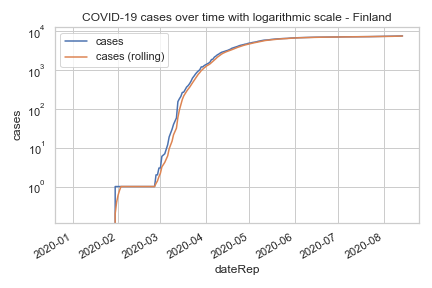 COVID-19 cases over time with logarithmic scale - Finland
cases
cases (rolling)
10^4
10^3
10^2
10^1
10^0
cases
2020-01
2020-02
2020-03
2020-04
2020-05
2020-06
2020-07
2020-08
dateRep